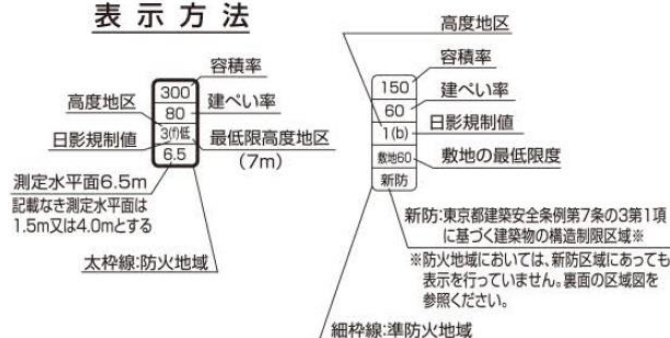 表示方法
300
80
3(f)低
6.5
容積率
建ぺい率
高度地区
日影規制値
最低限高度地区
(7m)
測定水平面6.5m
記載なき測定水平面は
1.5m又は4.0mとする
太枠線:防火地域
高度地区
150
60
1(b)
敷地60
新防
容積率
建ぺい率
日影規制値
敷地の最低限度
新防:東京都建築安全条例第7条の3第1項
に基づく建築物の構造制限区域※
※防火地域においては、新防区域にあっても
表示を行っていません。裏面の区域図を
参照ください。
細枠線:準防火地域